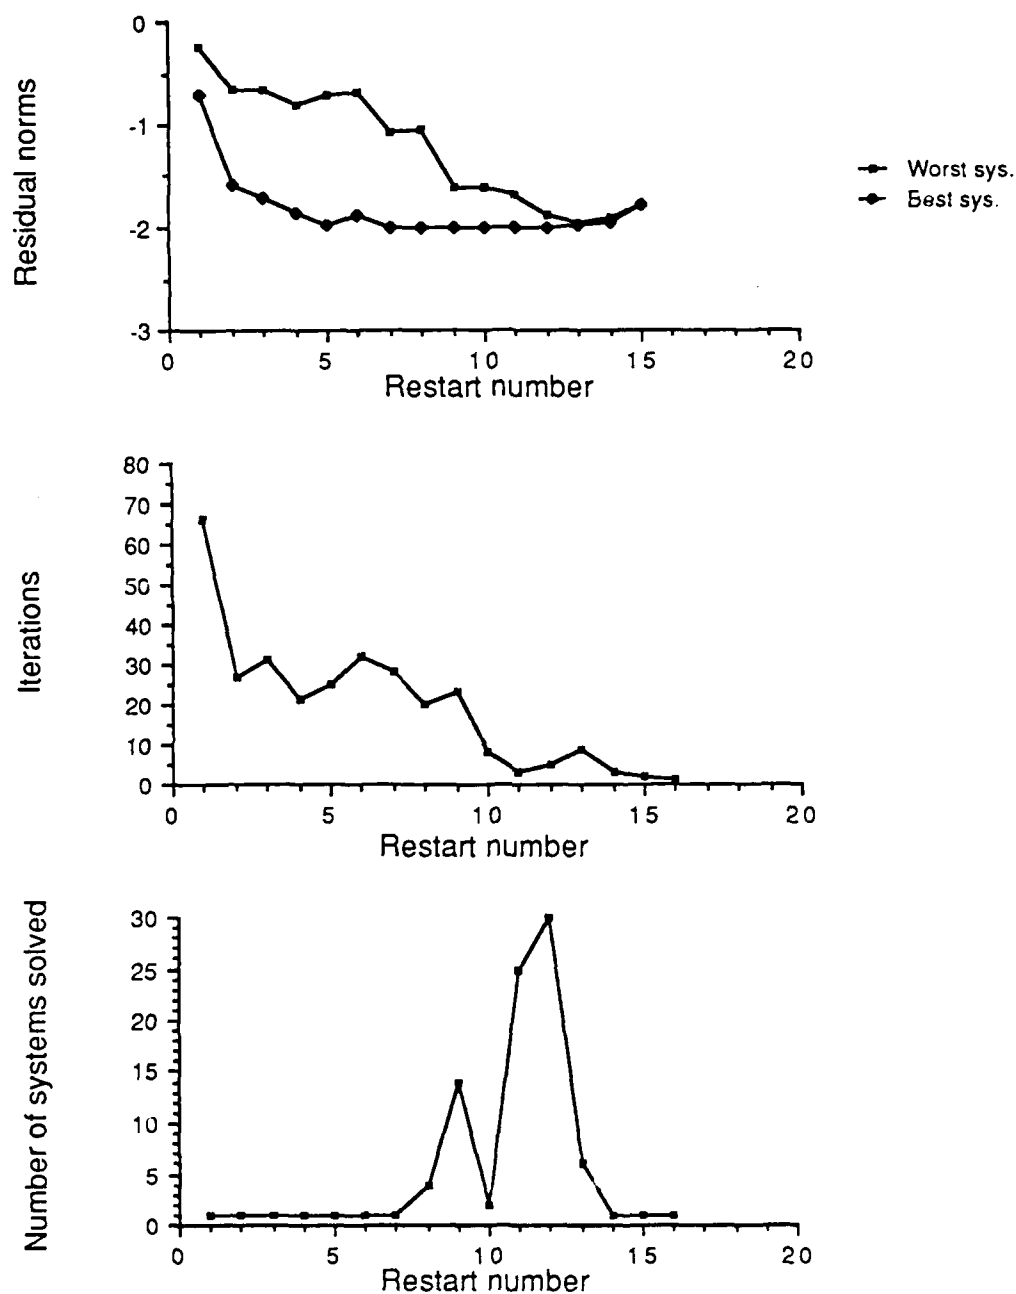 0
-1
-2
-3
Residual norms
0 5 10 15 20
Restart number
Worst sys.
Best sys.
80
70
60
50
40
30
20
10
0
Iterations
0 5 10 15 20
Restart number
30
25
20
15
10
5
0
Number of systems solved
0 5 10 15 20
Restart number